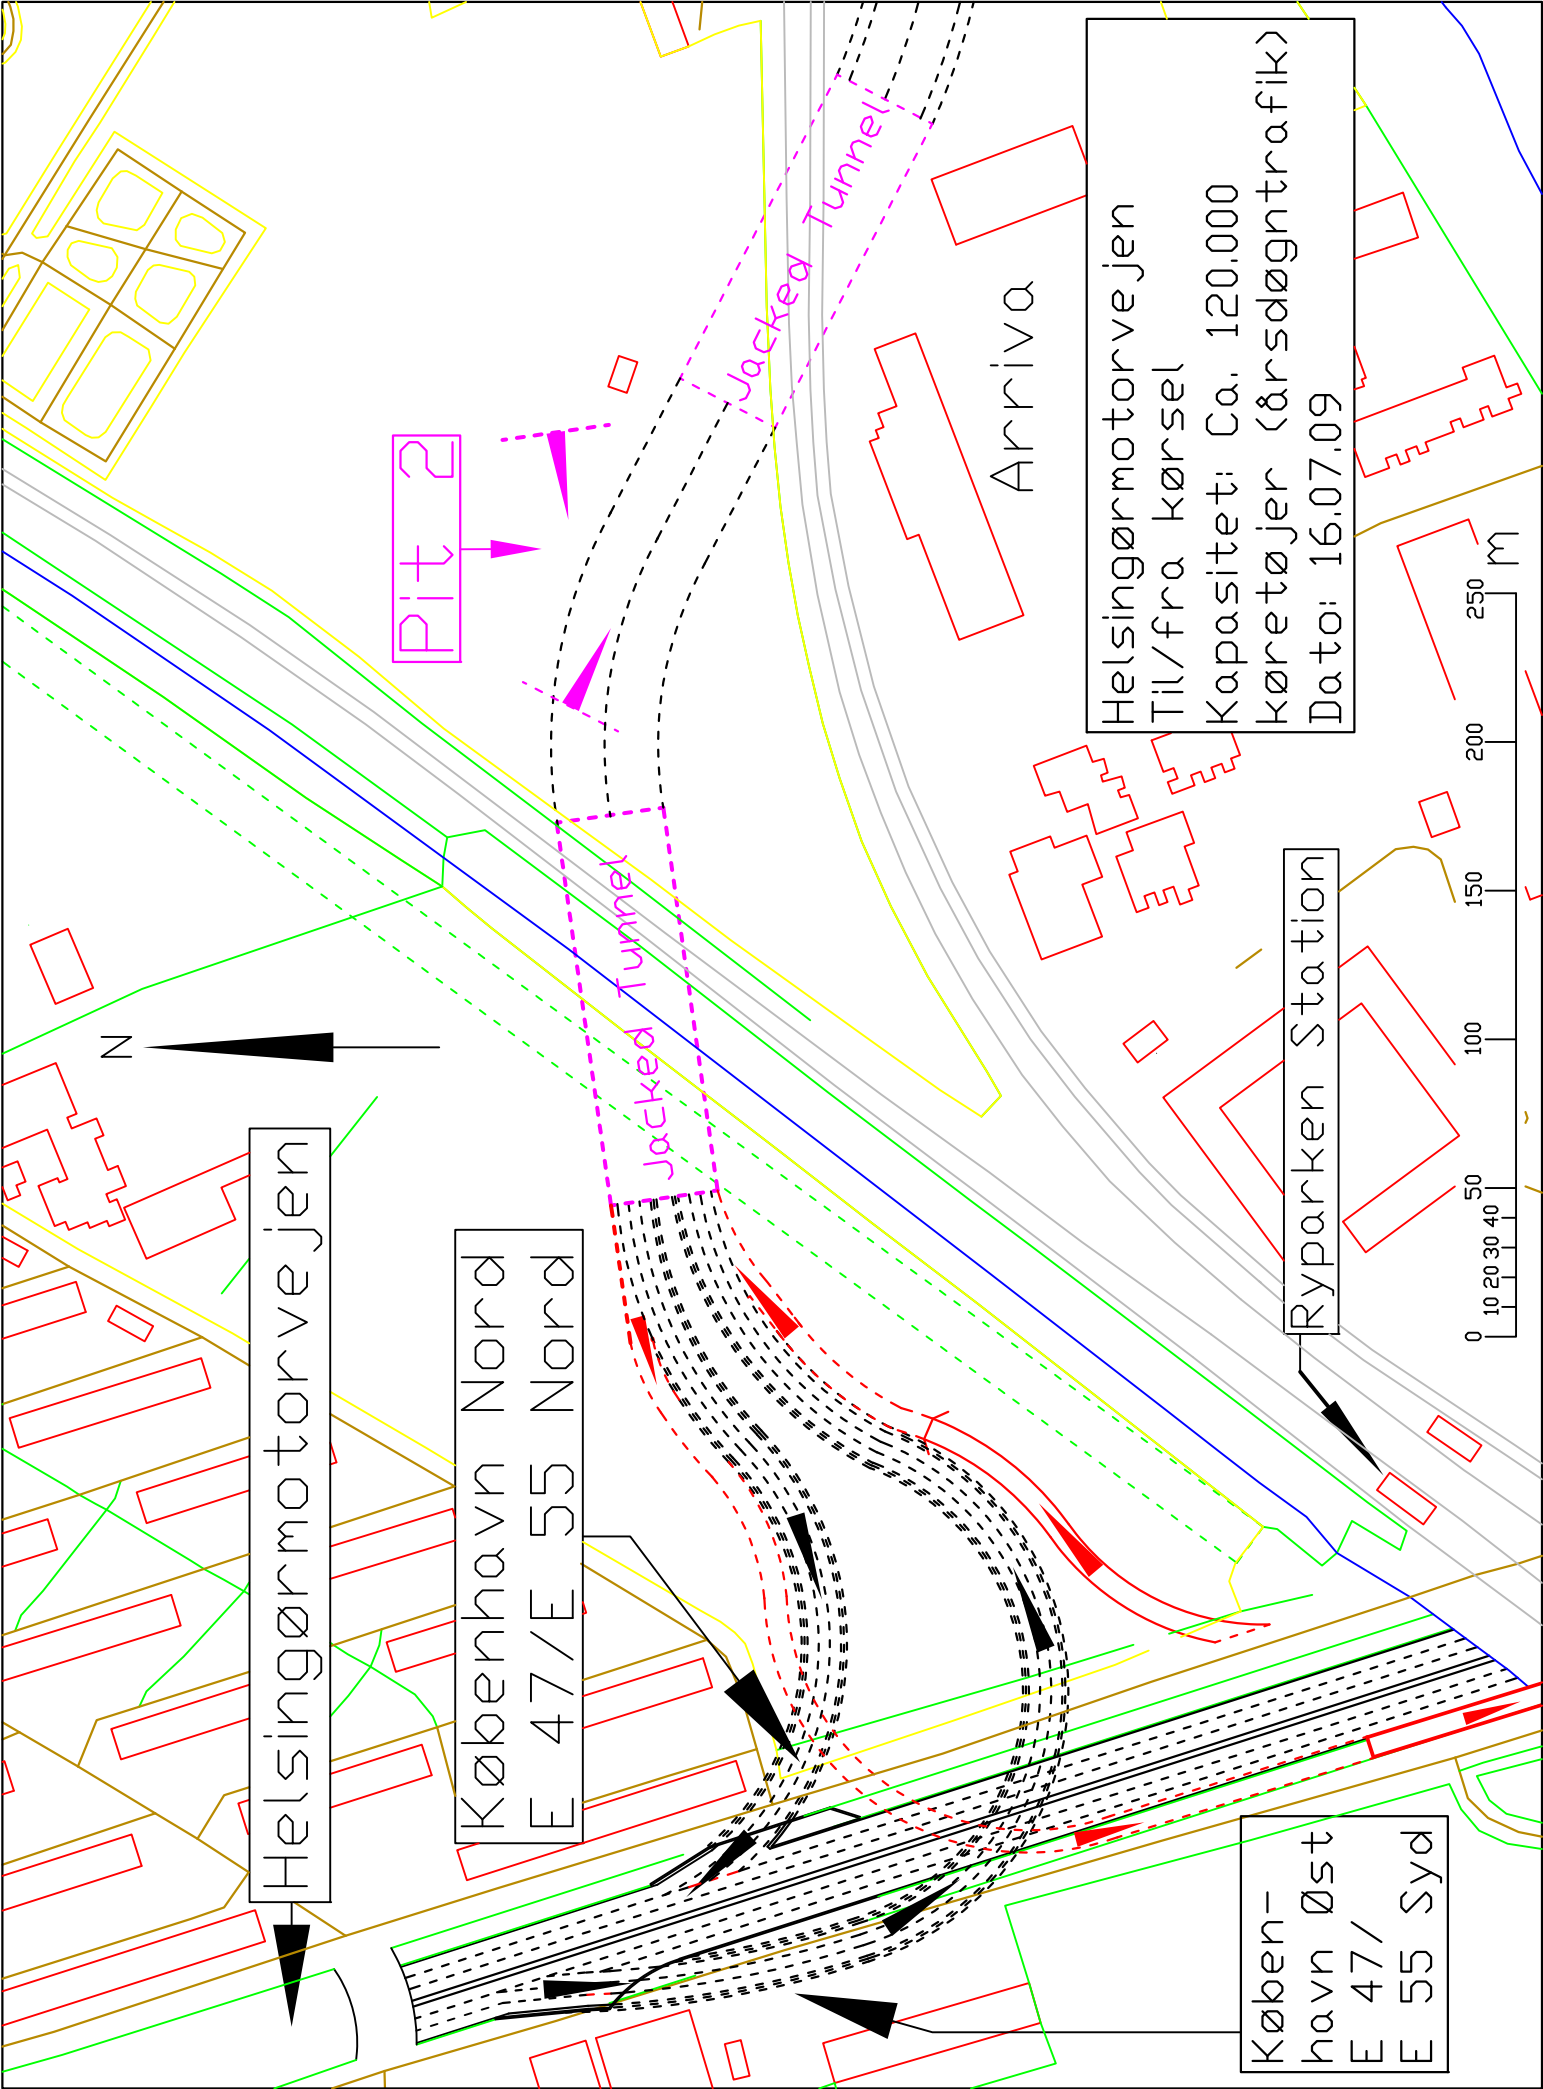 Helsingørmotorvejen
København Nord
E 47/E 55 Nord
Køben-
havn Øst
E 47/
E 55 Syd
N
Jacked Tunnel
Pit 2
Jacked Tunnel
Arriva
Ryparken Station
Helsingørmotorvejen
Til/fra kørsel
Kapasitet: Ca. 120.000
køretøjer (årsdøgntrafik)
Dato: 16.07.09
0 10 20 30 40 50 100 150 200 250 m